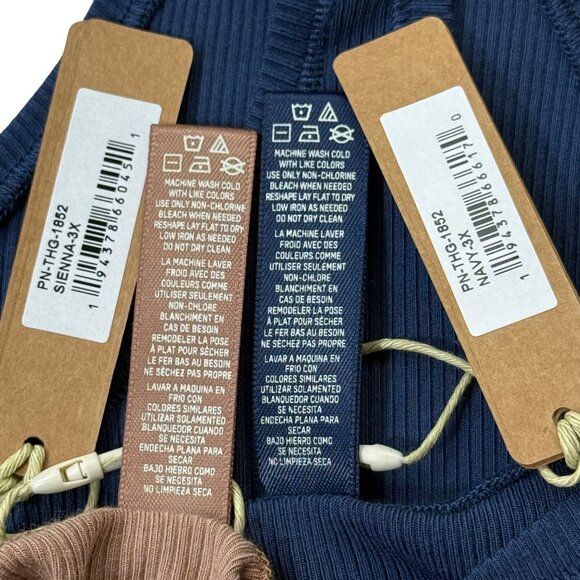 PN-THG-1852
SIENNA-3X
1 94378 66045 1
MACHINE WASH COLD
WITH LIKE COLORS
USE ONLY NON-CHLORINE
BLEACH WHEN NEEDED
RESHAPE LAY FLAT TO DRY
LOW IRON AS NEEDED
DO NOT DRY CLEAN
LA MACHINE LAVER
FROID AVEC DES
COULEURS COMME
UTILISER SEULEMENT
NON-CHLORE
BLANCHIMENT EN
CAS DE BESOIN
REMODELER LA POSE
À PLAT POUR SÉCHER
LE FER BAS AU BESOIN
NE SÉCHEZ PAS PROPRE
LAVAR A MAQUINA EN
FRIO CON
COLORES SIMILARES
UTILIZAR SOLAMENTED
BLANQUEDOR CUANDO
SE NECESITA
ENDECHA PLANA PARA
SECAR
BAJO HIERRO COMO
SE NECESITA
NO LIMPIEZA SECA
MACHINE WASH COLD
WITH LIKE COLORS
USE ONLY NON-CHLORINE
BLEACH WHEN NEEDED
RESHAPE LAY FLAT TO DRY
LOW IRON AS NEEDED
DO NOT DRY CLEAN
LA MACHINE LAVER
FROID AVEC DES
COULEURS COMME
UTILISER SEULEMENT
NON-CHLORE
BLANCHIMENT EN
CAS DE BESOIN
REMODELER LA POSE
À PLAT POUR SÉCHER
LE FER BAS AU BESOIN
NE SÉCHEZ PAS PROPRE
LAVAR A MAQUINA EN
FRIO CON
COLORES SIMILARES
UTILIZAR SOLAMENTED
BLANQUEDOR CUANDO
SE NECESITA
ENDECHA PLANA PARA
SECAR
BAJO HIERRO COMO
SE NECESITA
NO LIMPIEZA SECA
PN-THG-1852
NAVY-3X
1 94378 66617 0